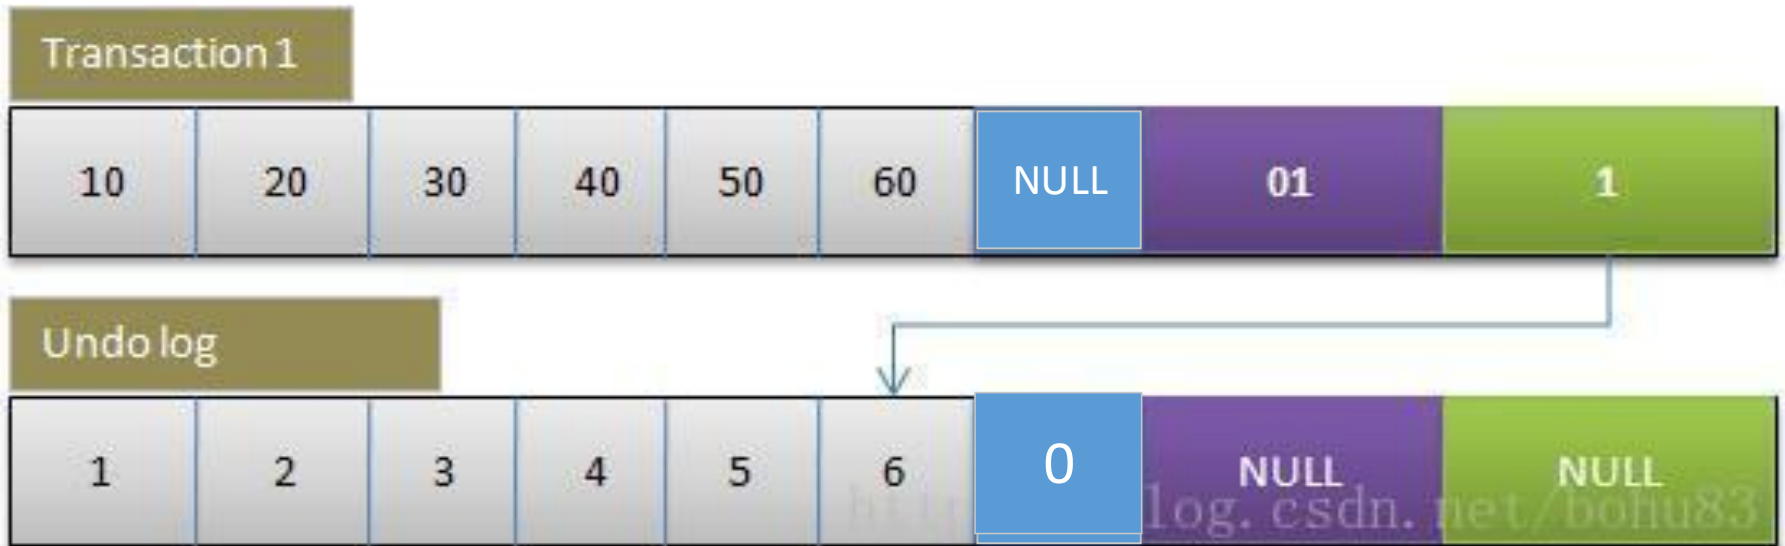 Transaction 1
10 20 30 40 50 60 NULL 01 1
Undo log
1 2 3 4 5 6 0 NULL NULL
log.csdn.net/bohu83